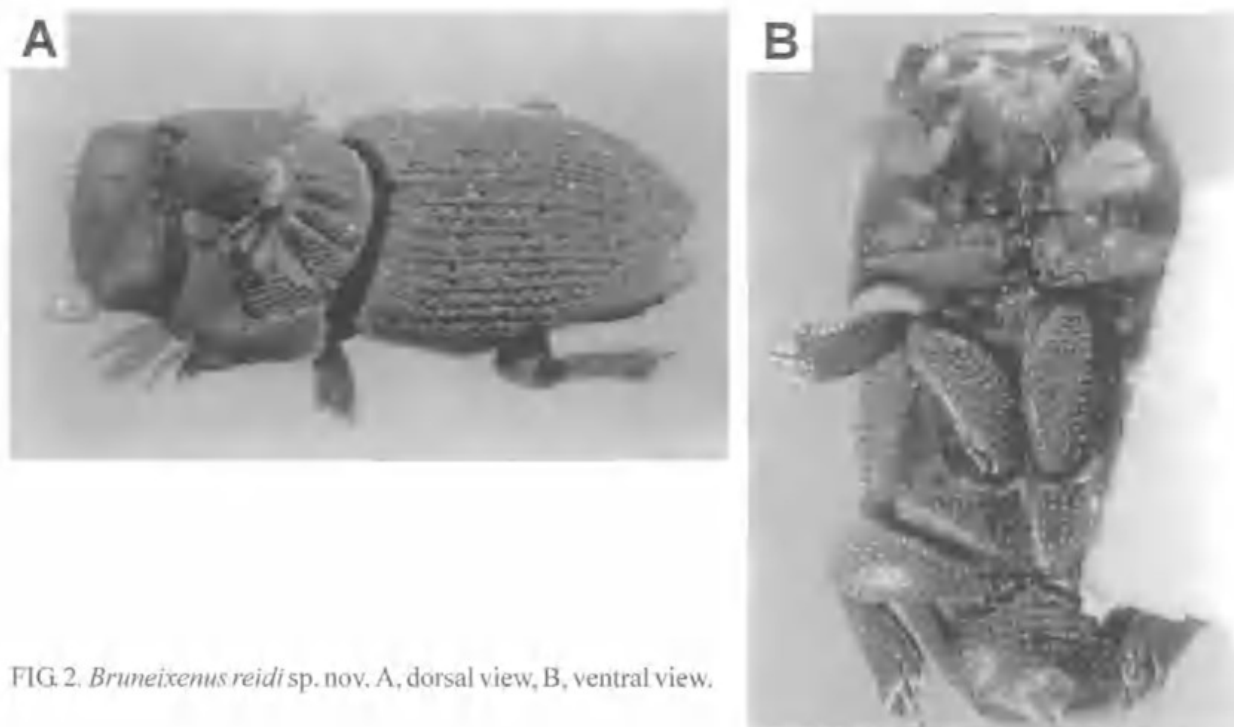 A
B
FIG. 2. Bruneixenus reidi sp. nov. A, dorsal view, B, ventral view.